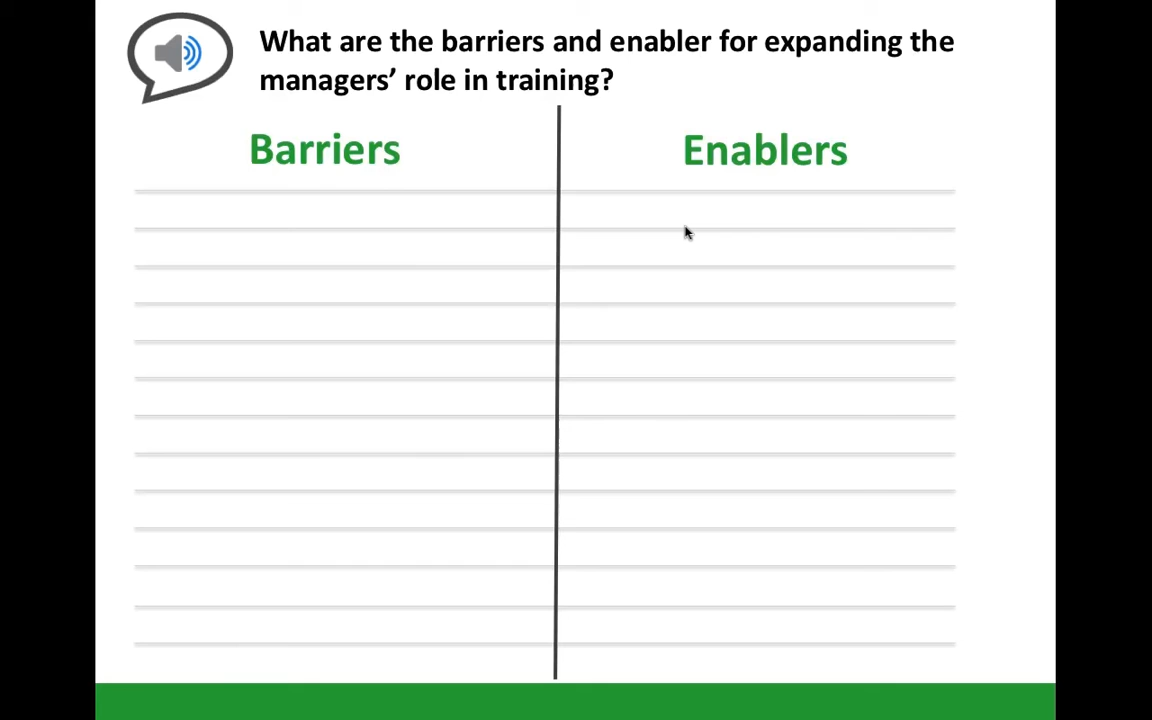 What are the barriers and enabler for expanding the
managers’ role in training?
Barriers
Enablers